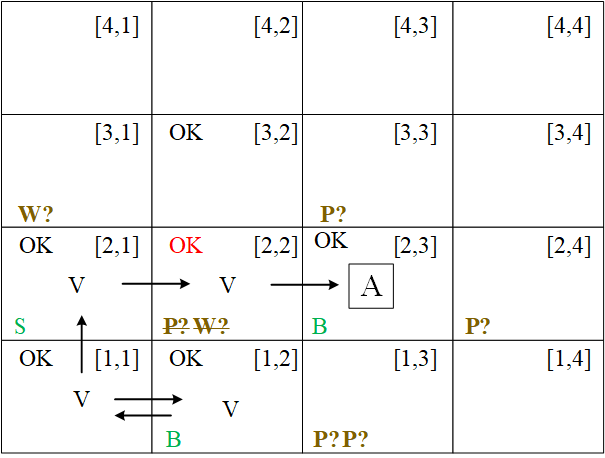 [4,1] [4,2] [4,3] [4,4]
[3,1] OK [3,2] [3,3] [3,4]
W? P?
OK [2,1] OK [2,2] OK [2,3] [2,4]
V V A
S P? W? B P?
OK [1,1] OK [1,2] [1,3] [1,4]
V V
B P? P?